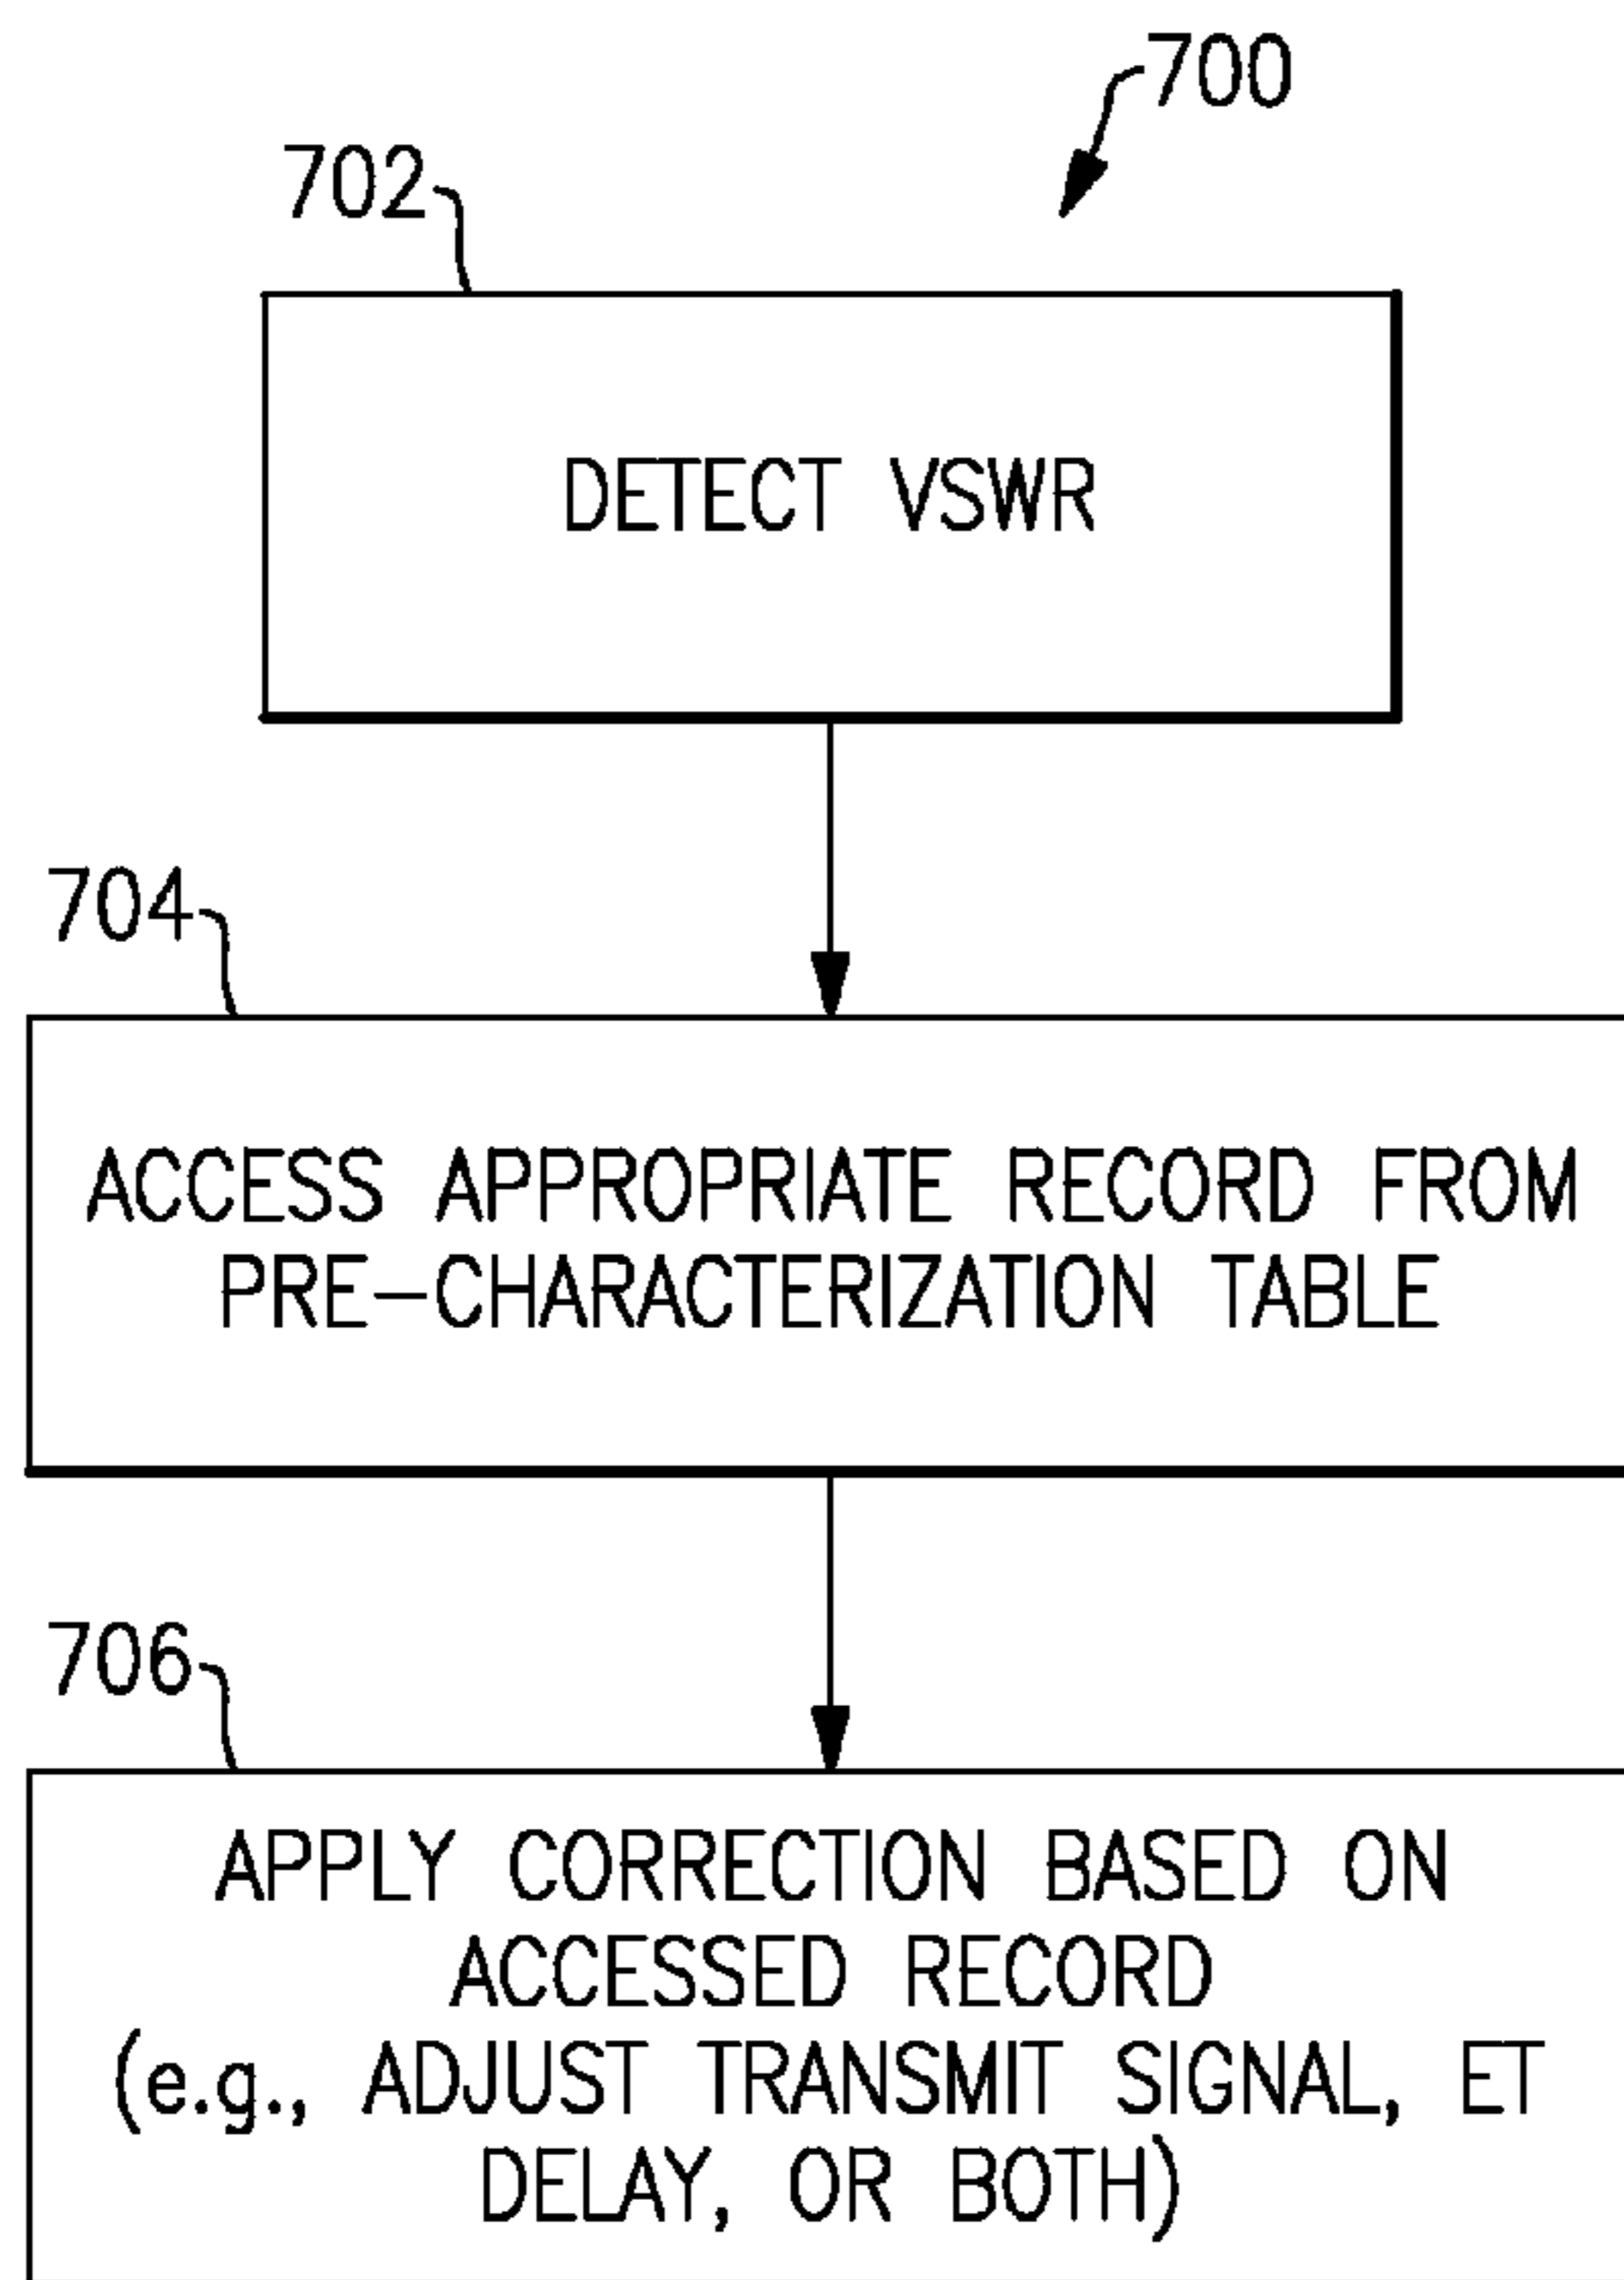 700
702
DETECT VSWR
704
ACCESS APPROPRIATE RECORD FROM
PRE-CHARACTERIZATION TABLE
706
APPLY CORRECTION BASED ON
ACCESSED RECORD
(e.g., ADJUST TRANSMIT SIGNAL, ET
DELAY, OR BOTH)